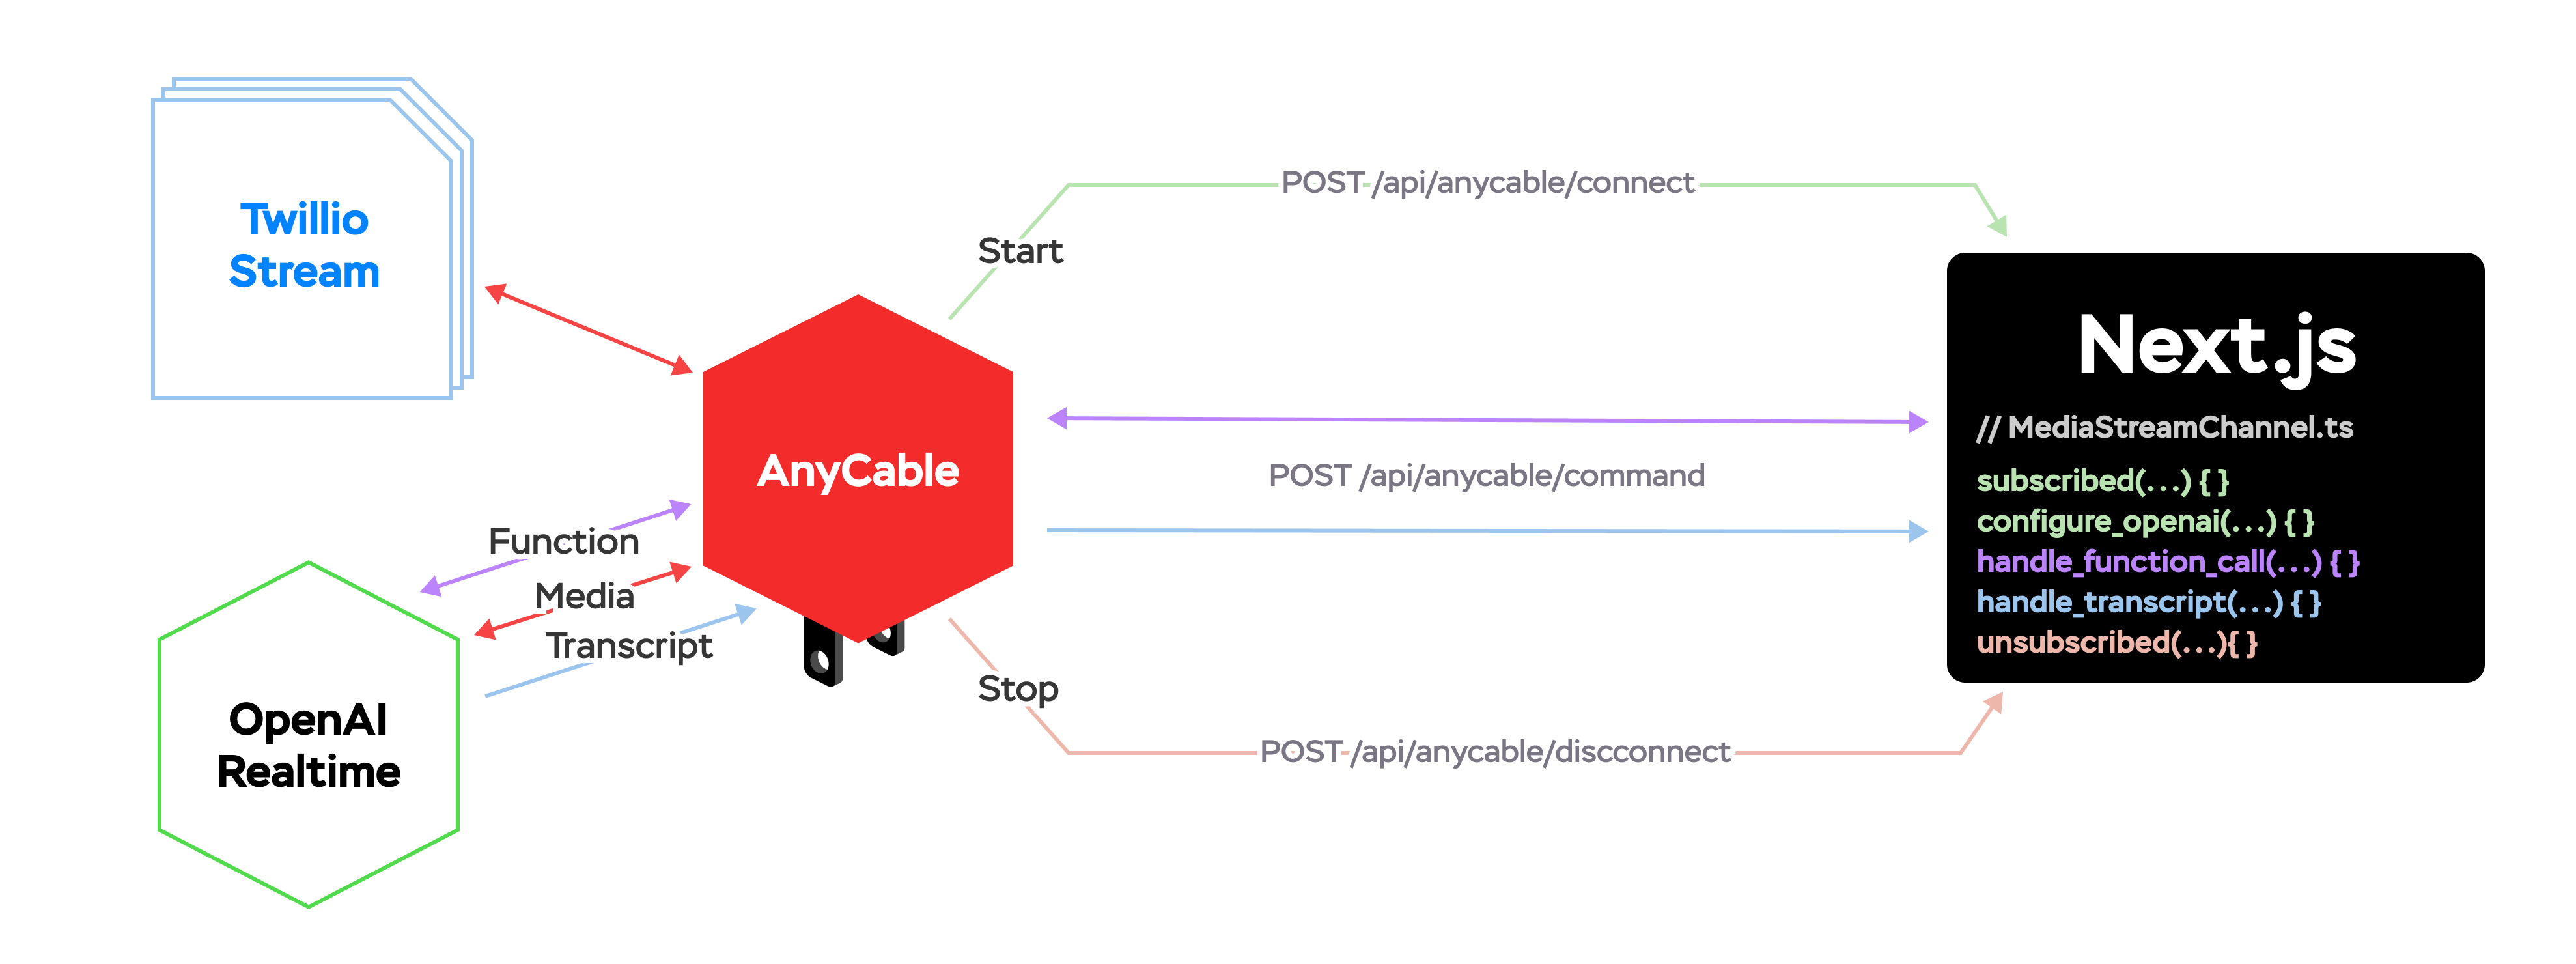 Twillio
Stream
POST /api/anycable/connect
Start
Next.js
// MediaStreamChannel.ts
subscribed(...) { }
configure_openai(...) { }
handle_function_call(...) { }
handle_transcript(...) { }
unsubscribed(...){ }
AnyCable
POST /api/anycable/command
Function
Media
Transcript
OpenAI
Realtime
Stop
POST /api/anycable/discconnect